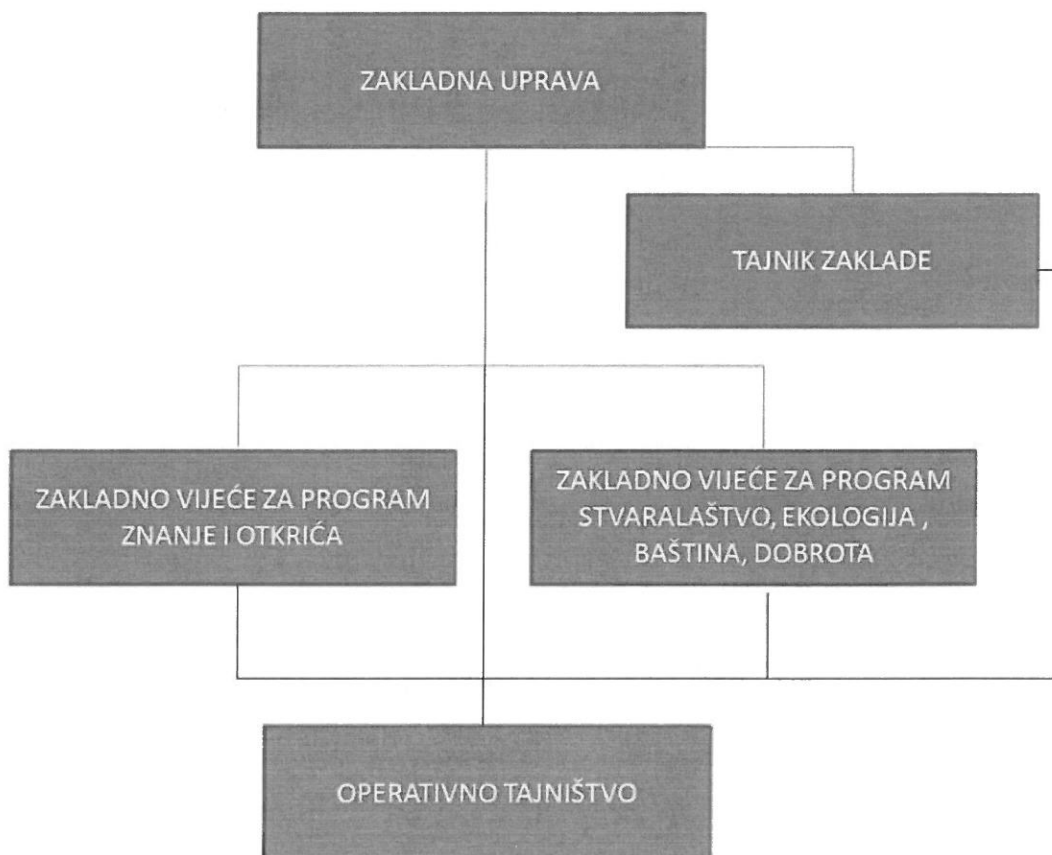 ZAKLADNA UPRAVA
TAJNIK ZAKLADE
ZAKLADNO VIJEĆE ZA PROGRAM
ZNANJE I OTKRIĆA
ZAKLADNO VIJEĆE ZA PROGRAM
STVARALAŠTVO, EKOLOGIJA ,
BAŠTINA, DOBROTA
OPERATIVNO TAJNIŠTVO